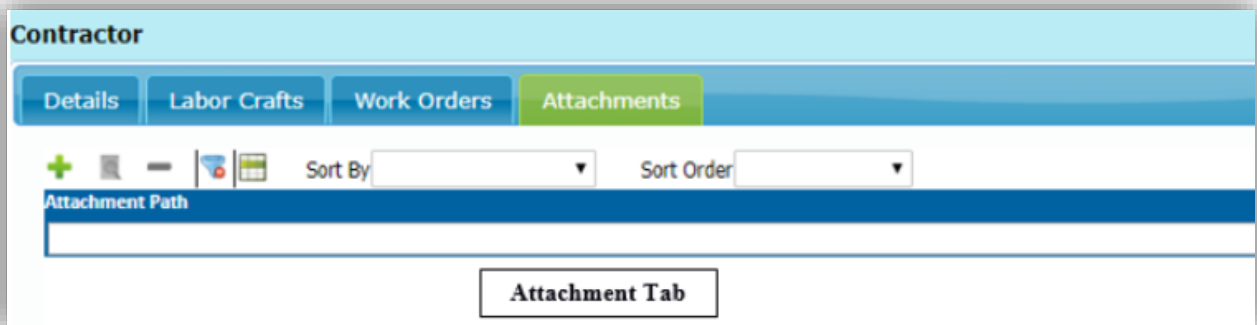 Contractor
Details Labor Crafts Work Orders Attachments
Sort By Sort Order
Attachment Path
Attachment Tab